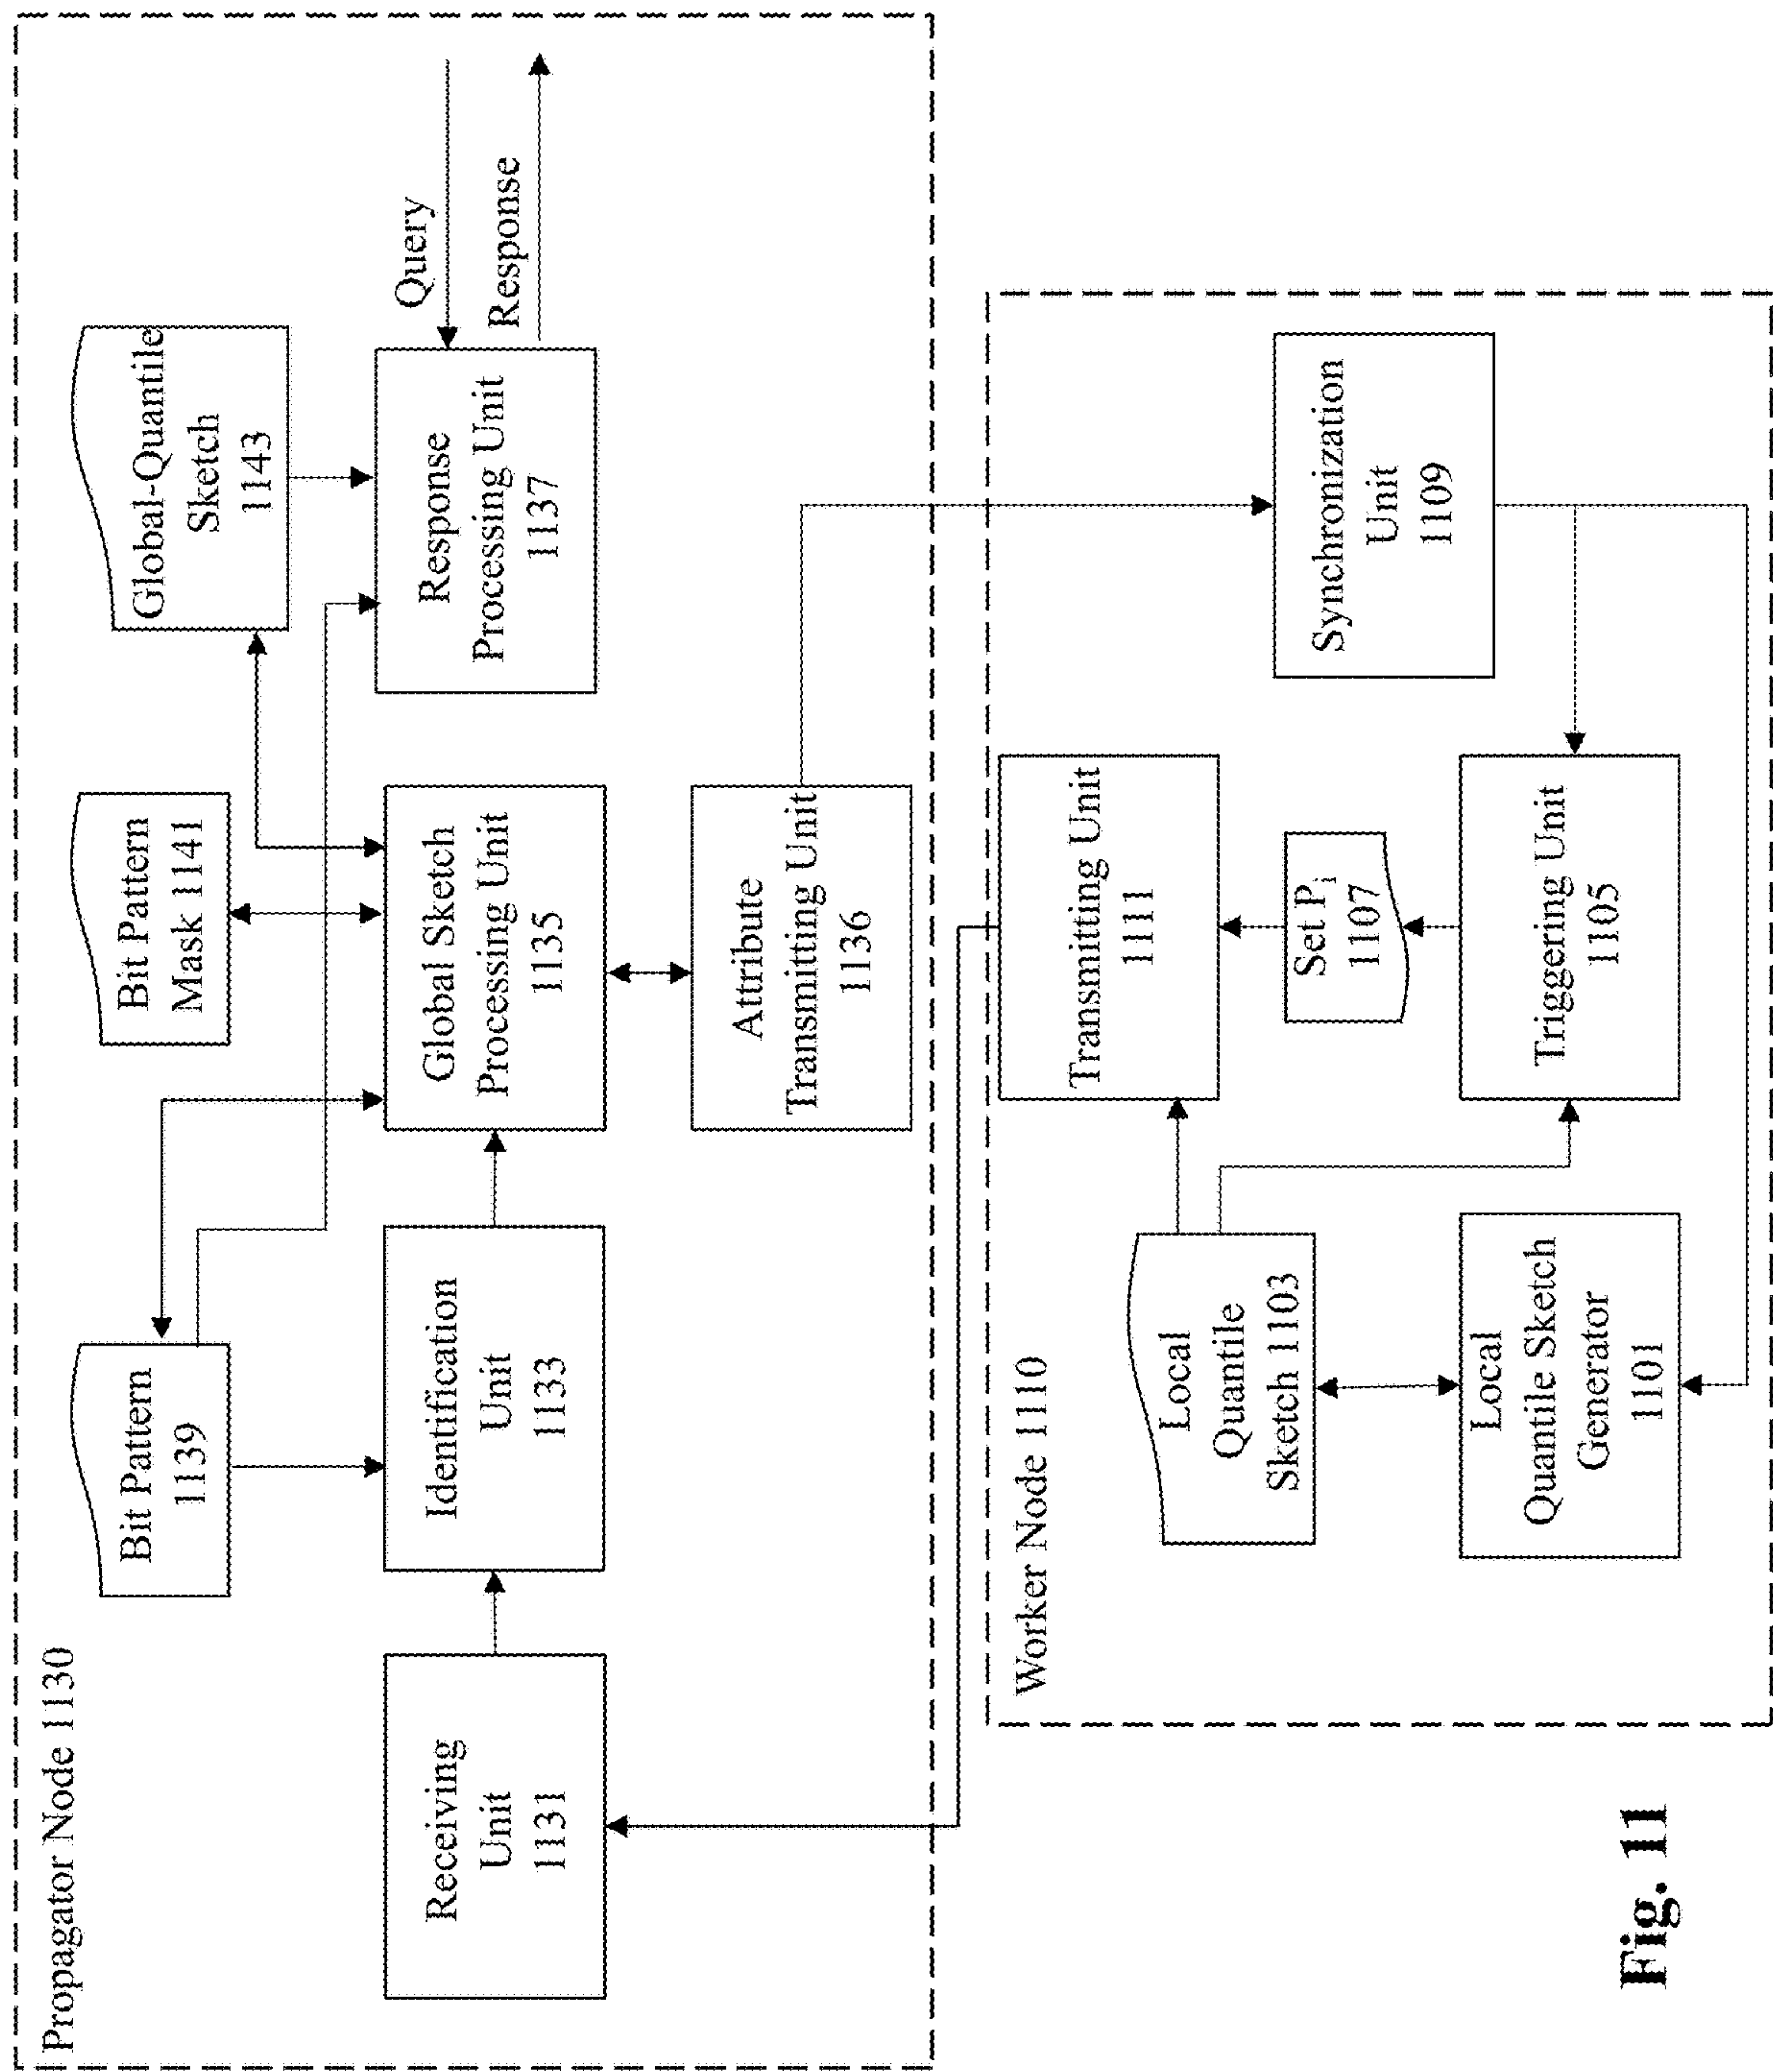 Propagator Node 1130
Bit Pattern
1139
Bit Pattern
Mask 1141
Global-Quantile
Sketch
1143
Receiving
Unit
1131
Identification
Unit
1133
Global Sketch
Processing Unit
1135
Response
Processing Unit
1137
Query
Response
Attribute
Transmitting Unit
1136
Worker Node 1110
Local
Quantile
Sketch 1103
Transmitting Unit
1111
Set Pi
1107
Synchronization
Unit
1109
Local
Quantile Sketch
Generator
1101
Triggering Unit
1105
Fig. 11